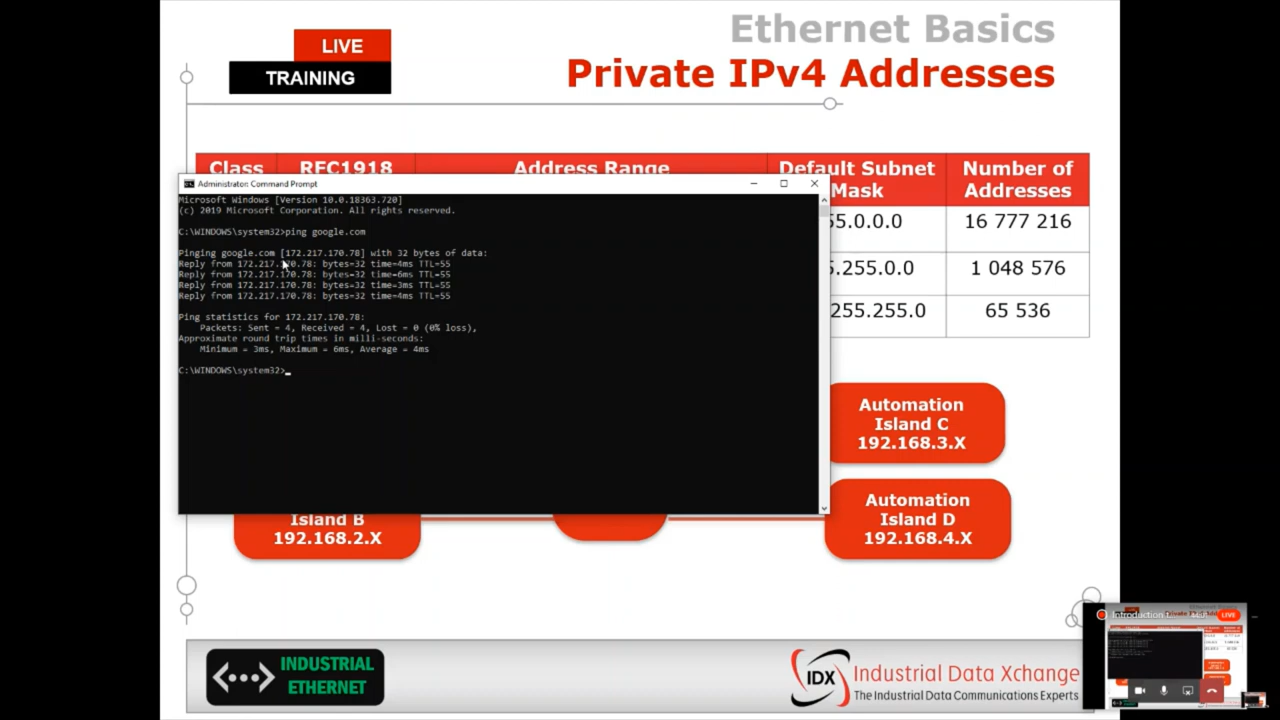 Ethernet Basics
LIVE
TRAINING
Private IPv4 Addresses
Class RFC1918 Address Range Default Subnet Mask Number of Addresses
Administrator: Command Prompt
Microsoft Windows [Version 10.0.18363.720]
(c) 2019 Microsoft Corporation. All rights reserved.
C:\WINDOWS\system32>ping google.com
Pinging google.com [172.217.170.78] with 32 bytes of data:
Reply from 172.217.170.78: bytes=32 time=4ms TTL=55
Reply from 172.217.170.78: bytes=32 time=6ms TTL=55
Reply from 172.217.170.78: bytes=32 time=3ms TTL=55
Reply from 172.217.170.78: bytes=32 time=4ms TTL=55
Ping statistics for 172.217.170.78:
Packets: Sent = 4, Received = 4, Lost = 0 (0% loss),
Approximate round trip times in milli-seconds:
Minimum = 3ms, Maximum = 6ms, Average = 4ms
C:\WINDOWS\system32>
5.0.0.0 16 777 216
.255.0.0 1 048 576
255.255.0 65 536
Automation
Island C
192.168.3.X
Automation
Island D
192.168.4.X
Island B
192.168.2.X
LIVE
INDUSTRIAL
ETHERNET
IDX
Industrial Data Xchange
The Industrial Data Communications Experts